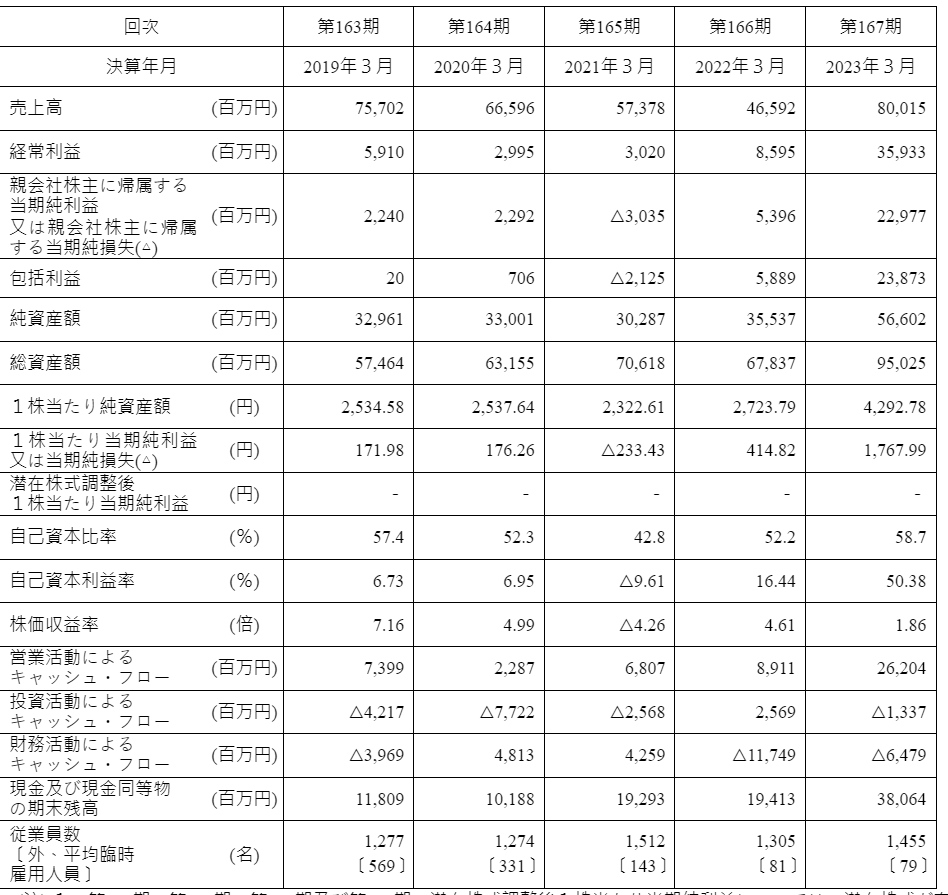 回次 第163期 第164期 第165期 第166期 第167期
決算年月 2019年３月 2020年３月 2021年３月 2022年３月 2023年３月
売上高 (百万円) 75,702 66,596 57,378 46,592 80,015
経常利益 (百万円) 5,910 2,995 3,020 8,595 35,933
親会社株主に帰属する
当期純利益
又は親会社株主に帰属
する当期純損失(△)
(百万円) 2,240 2,292 △3,035 5,396 22,977
包括利益 (百万円) 20 706 △2,125 5,889 23,873
純資産額 (百万円) 32,961 33,001 30,287 35,537 56,602
総資産額 (百万円) 57,464 63,155 70,618 67,837 95,025
１株当たり純資産額 (円) 2,534.58 2,537.64 2,322.61 2,723.79 4,292.78
１株当たり当期純利益
又は当期純損失(△)
(円) 171.98 176.26 △233.43 414.82 1,767.99
潜在株式調整後
１株当たり当期純利益
(円) - - - - -
自己資本比率 (％) 57.4 52.3 42.8 52.2 58.7
自己資本利益率 (％) 6.73 6.95 △9.61 16.44 50.38
株価収益率 (倍) 7.16 4.99 △4.26 4.61 1.86
営業活動による
キャッシュ・フロー
(百万円) 7,399 2,287 6,807 8,911 26,204
投資活動による
キャッシュ・フロー
(百万円) △4,217 △7,722 △2,568 2,569 △1,337
財務活動による
キャッシュ・フロー
(百万円) △3,969 4,813 4,259 △11,749 △6,479
現金及び現金同等物
の期末残高
(百万円) 11,809 10,188 19,293 19,413 38,064
従業員数
〔外、平均臨時
雇用人員〕
(名)
1,277 1,274 1,512 1,305 1,455
〔569〕 〔331〕 〔143〕 〔81〕 〔79〕